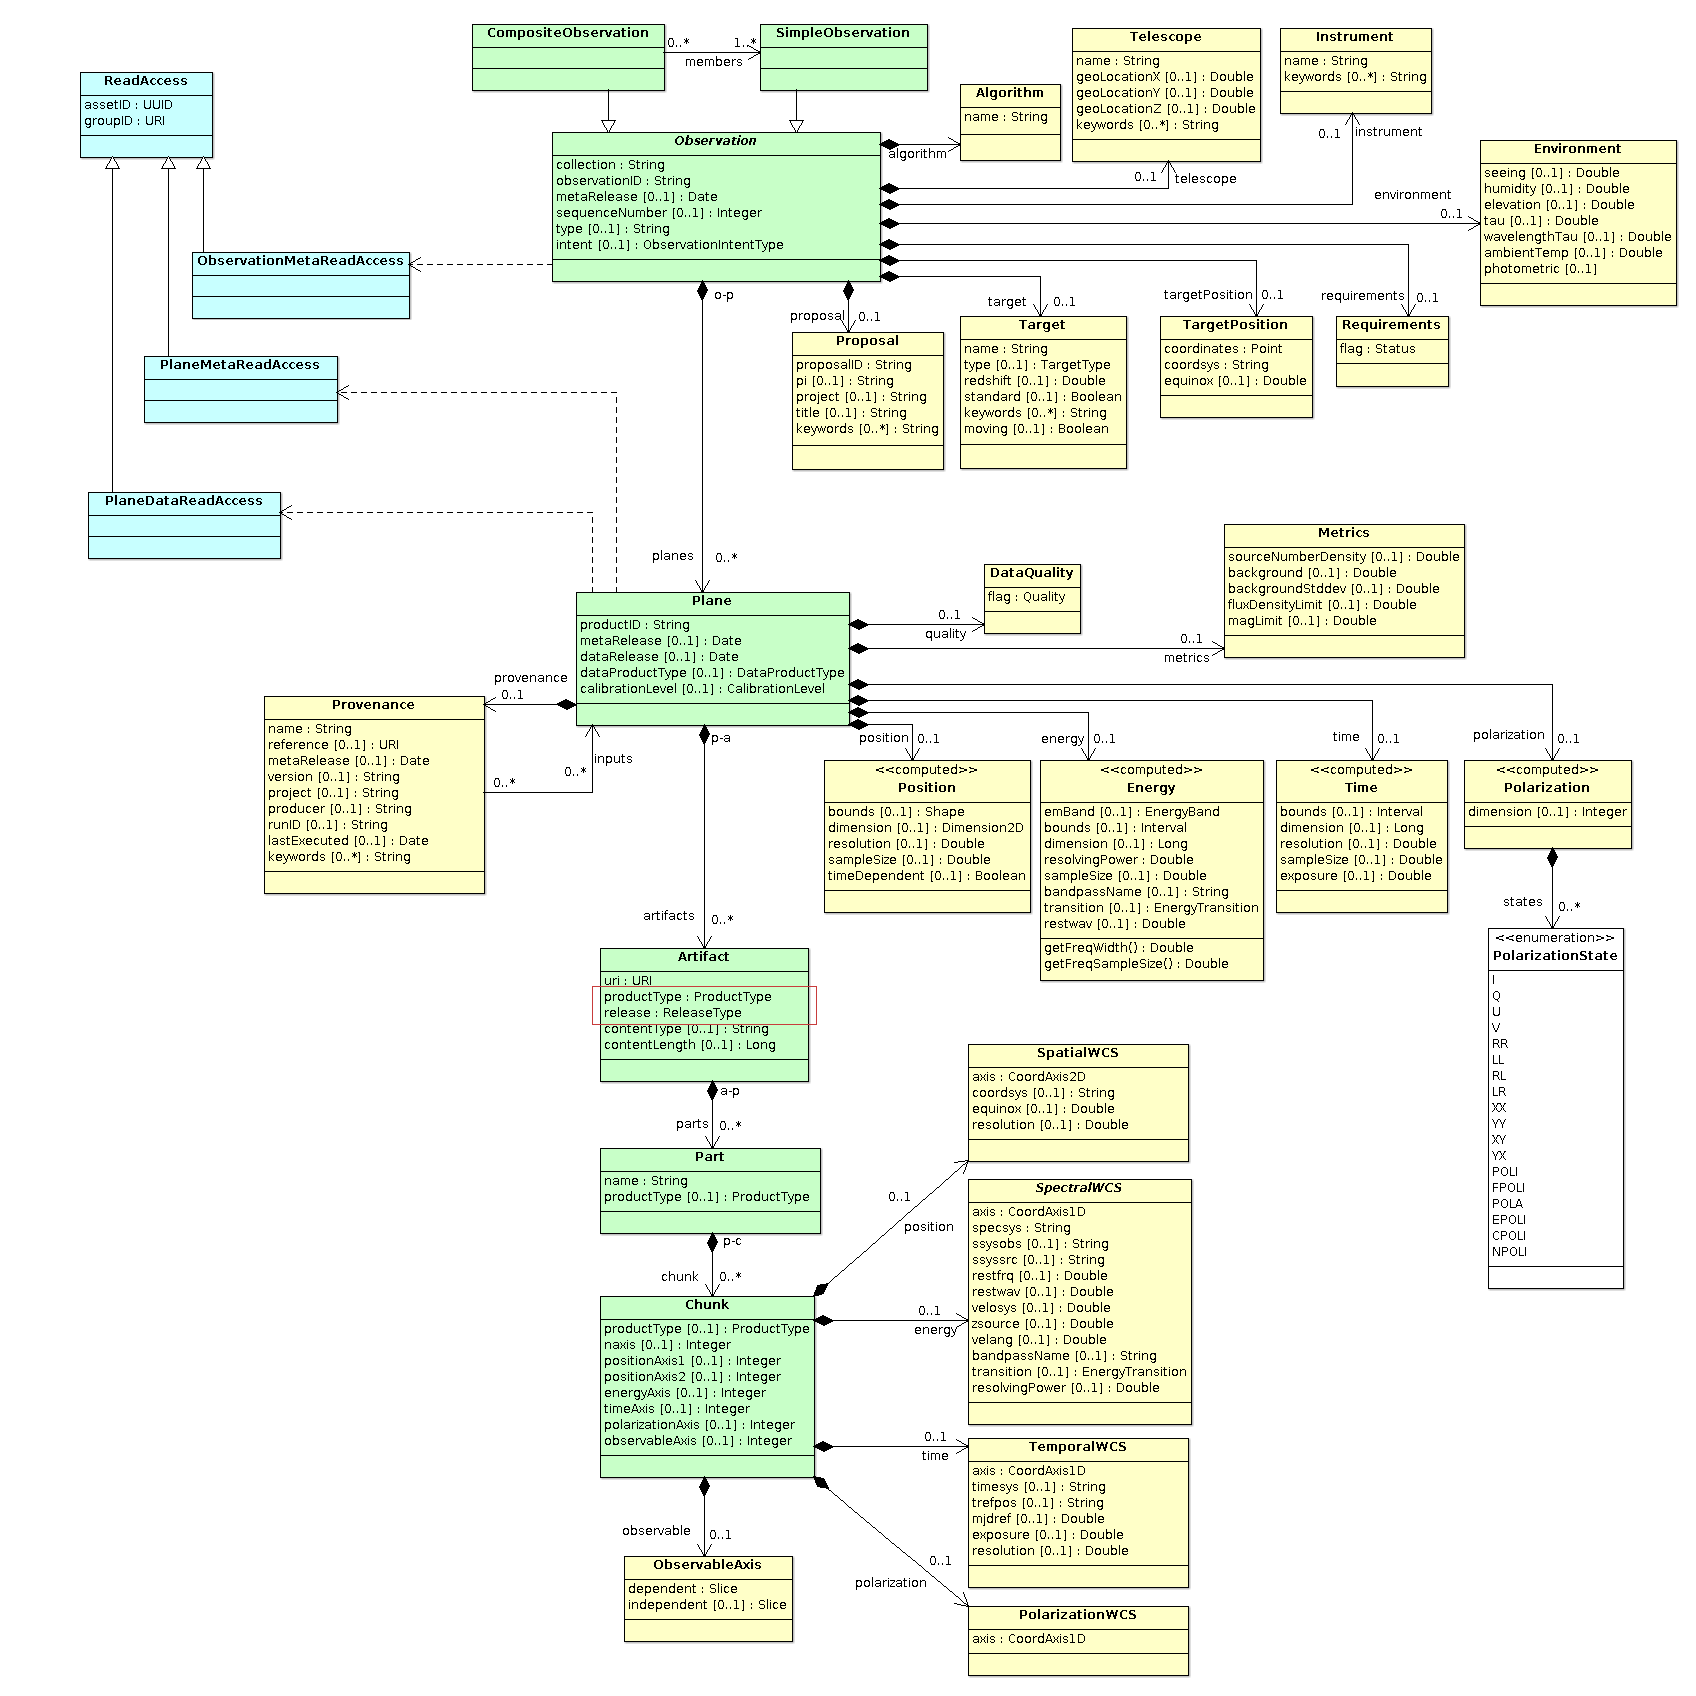 CompositeObservation
0..*
1..*
members
SimpleObservation
Telescope
name : String
geoLocationX [0..1] : Double
geoLocationY [0..1] : Double
geoLocationZ [0..1] : Double
keywords [0..*] : String
Instrument
name : String
keywords [0..*] : String
ReadAccess
assetID : UUID
groupID : URI
Algorithm
name : String
Observation
collection : String
observationID : String
metaRelease [0..1] : Date
sequenceNumber [0..1] : Integer
type [0..1] : String
intent [0..1] : ObservationIntentType
algorithm
0..1
telescope
0..1
instrument
Environment
seeing [0..1] : Double
humidity [0..1] : Double
elevation [0..1] : Double
tau [0..1] : Double
wavelengthTau [0..1] : Double
ambientTemp [0..1] : Double
photometric [0..1]
environment
0..1
ObservationMetaReadAccess
o-p
proposal
0..1
target
0..1
targetPosition
0..1
requirements
0..1
Proposal
proposalID : String
pi [0..1] : String
project [0..1] : String
title [0..1] : String
keywords [0..*] : String
Target
name : String
type [0..1] : TargetType
redshift [0..1] : Double
standard [0..1] : Boolean
keywords [0..*] : String
moving [0..1] : Boolean
TargetPosition
coordinates : Point
coordsys : String
equinox [0..1] : Double
Requirements
flag : Status
PlaneMetaReadAccess
PlaneDataReadAccess
planes
0..*
Plane
productID : String
metaRelease [0..1] : Date
dataRelease [0..1] : Date
dataProductType [0..1] : DataProductType
calibrationLevel [0..1] : CalibrationLevel
0..1
quality
DataQuality
flag : Quality
0..1
metrics
Metrics
sourceNumberDensity [0..1] : Double
background [0..1] : Double
backgroundStddev [0..1] : Double
fluxDensityLimit [0..1] : Double
magLimit [0..1] : Double
provenance
0..1
Provenance
name : String
reference [0..1] : URI
metaRelease [0..1] : Date
version [0..1] : String
project [0..1] : String
producer [0..1] : String
runID [0..1] : String
lastExecuted [0..1] : Date
keywords [0..*] : String
0..*
0..*
inputs
p-a
position
0..1
energy
0..1
time
0..1
polarization
0..1
<<computed>>
Position
bounds [0..1] : Shape
dimension [0..1] : Dimension2D
resolution [0..1] : Double
sampleSize [0..1] : Double
timeDependent [0..1] : Boolean
<<computed>>
Energy
emBand [0..1] : EnergyBand
bounds [0..1] : Interval
dimension [0..1] : Long
resolvingPower : Double
sampleSize [0..1] : Double
bandpassName [0..1] : String
transition [0..1] : EnergyTransition
restwav [0..1] : Double
getFreqWidth() : Double
getFreqSampleSize() : Double
<<computed>>
Time
bounds [0..1] : Interval
dimension [0..1] : Long
resolution [0..1] : Double
sampleSize [0..1] : Double
exposure [0..1] : Double
<<computed>>
Polarization
dimension [0..1] : Integer
states
0..*
<<enumeration>>
PolarizationState
I
Q
U
V
RR
LL
RL
LR
XX
YY
XY
YX
POLI
FPOLI
POLA
EPOLI
CPOLI
NPOLI
artifacts
0..*
Artifact
uri : URI
productType : ProductType
release : ReleaseType
contentType [0..1] : String
contentLength [0..1] : Long
a-p
parts
0..*
Part
name : String
productType [0..1] : ProductType
p-c
chunk
0..*
Chunk
productType [0..1] : ProductType
naxis [0..1] : Integer
positionAxis1 [0..1] : Integer
positionAxis2 [0..1] : Integer
energyAxis [0..1] : Integer
timeAxis [0..1] : Integer
polarizationAxis [0..1] : Integer
observableAxis [0..1] : Integer
0..1
position
SpatialWCS
axis : CoordAxis2D
coordsys [0..1] : String
equinox [0..1] : Double
resolution [0..1] : Double
0..1
energy
SpectralWCS
axis : CoordAxis1D
specsys : String
ssysobs [0..1] : String
ssyssrc [0..1] : String
restfrq [0..1] : Double
restwav [0..1] : Double
velosys [0..1] : Double
zsource [0..1] : Double
velang [0..1] : Double
bandpassName [0..1] : String
transition [0..1] : EnergyTransition
resolvingPower [0..1] : Double
0..1
time
TemporalWCS
axis : CoordAxis1D
timesys [0..1] : String
trefpos [0..1] : String
mjdref [0..1] : Double
exposure [0..1] : Double
resolution [0..1] : Double
observable
0..1
ObservableAxis
dependent : Slice
independent [0..1] : Slice
0..1
polarization
PolarizationWCS
axis : CoordAxis1D